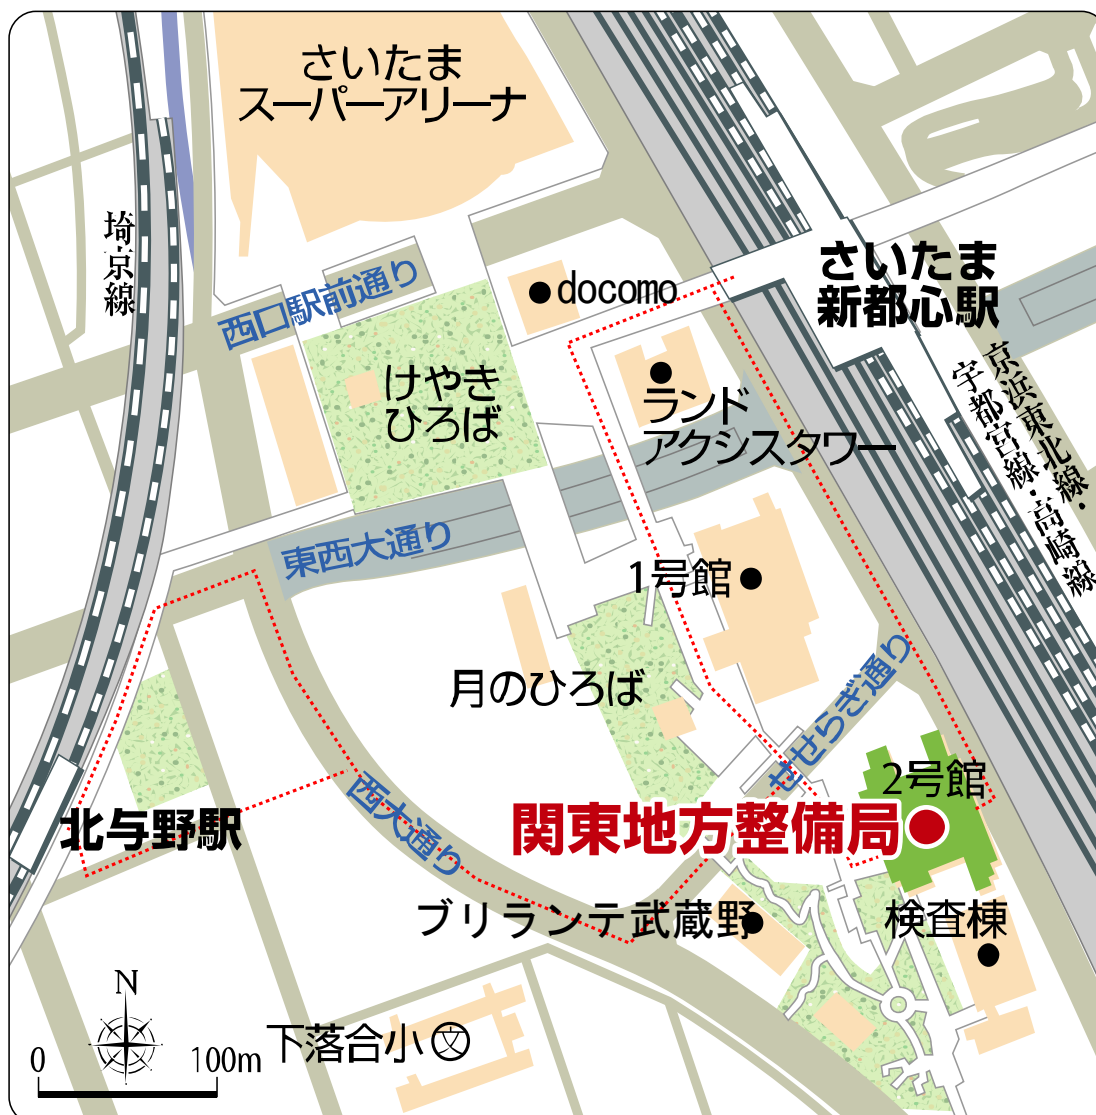 さいたま
スーパーアリーナ
埼京線
西口駅前通り
docomo
さいたま
新都心駅
けやき
ひろば
ランド
アクシスタワー
京浜東北線・
宇都宮線・高崎線
東西大通り
1号館
月のひろば
せせらぎ通り
2号館
北与野駅
西大通り
関東地方整備局
ブリランテ武蔵野
検査棟
N
0
100m
下落合小
文